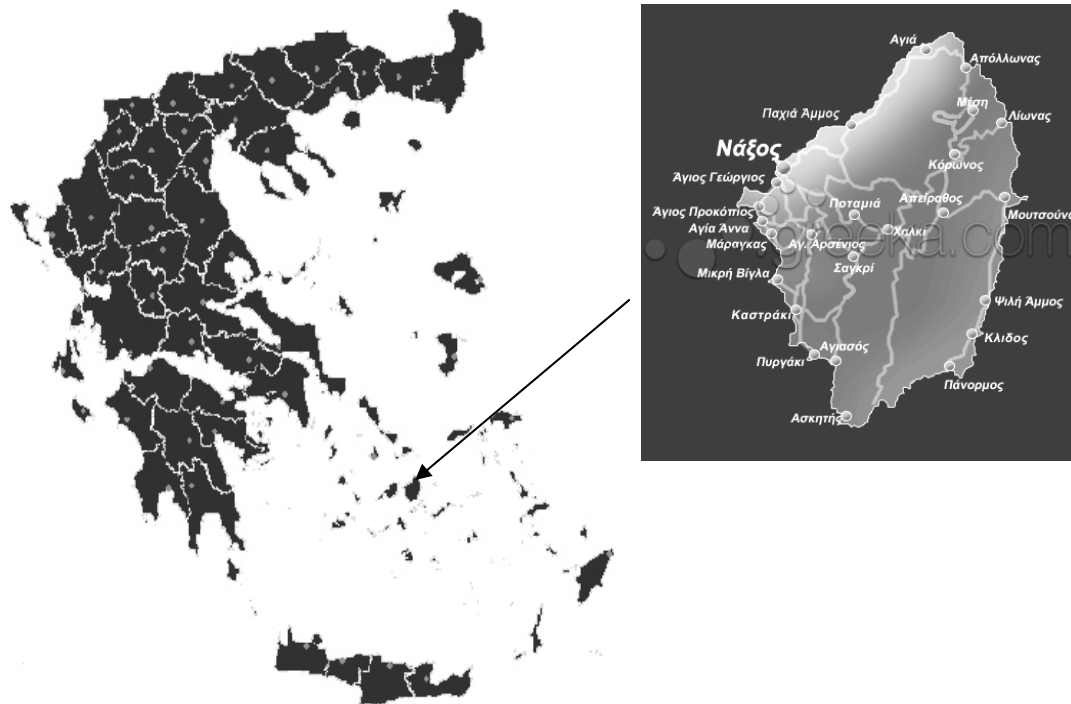 Αγιά
Απόλλωνας
Μέση
Λίωνας
Παχιά Άμμος
Νάξος
Κόρωνος
Άγιος Γεώργιος
Απείραθος
Ποταμιά
Μουτσούνα
Άγιος Προκόπιος
Αγία Άννα
Χαλκί
Μάραγκας
Αγ. Αρσένιος
greeka.com
Σαγκρί
Μικρή Βίγλα
Ψιλή Άμμος
Καστράκι
Κλιδος
Αγιασός
Πυργάκι
Πάνορμος
Ασκητής